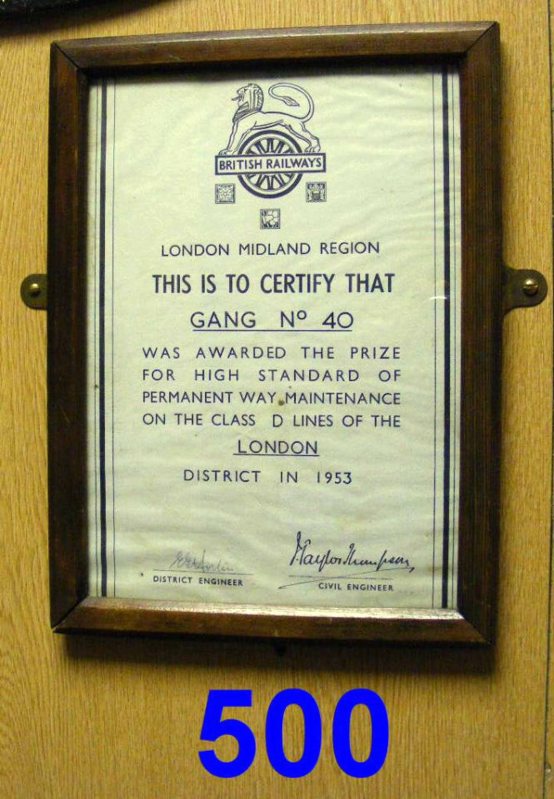 BRITISH RAILWAYS
LONDON MIDLAND REGION
THIS IS TO CERTIFY THAT
GANG Nº 40
WAS AWARDED THE PRIZE
FOR HIGH STANDARD OF
PERMANENT WAY MAINTENANCE
ON THE CLASS D LINES OF THE
LONDON
DISTRICT IN 1953
J Taylor Thompson,
DISTRICT ENGINEER
CIVIL ENGINEER
500